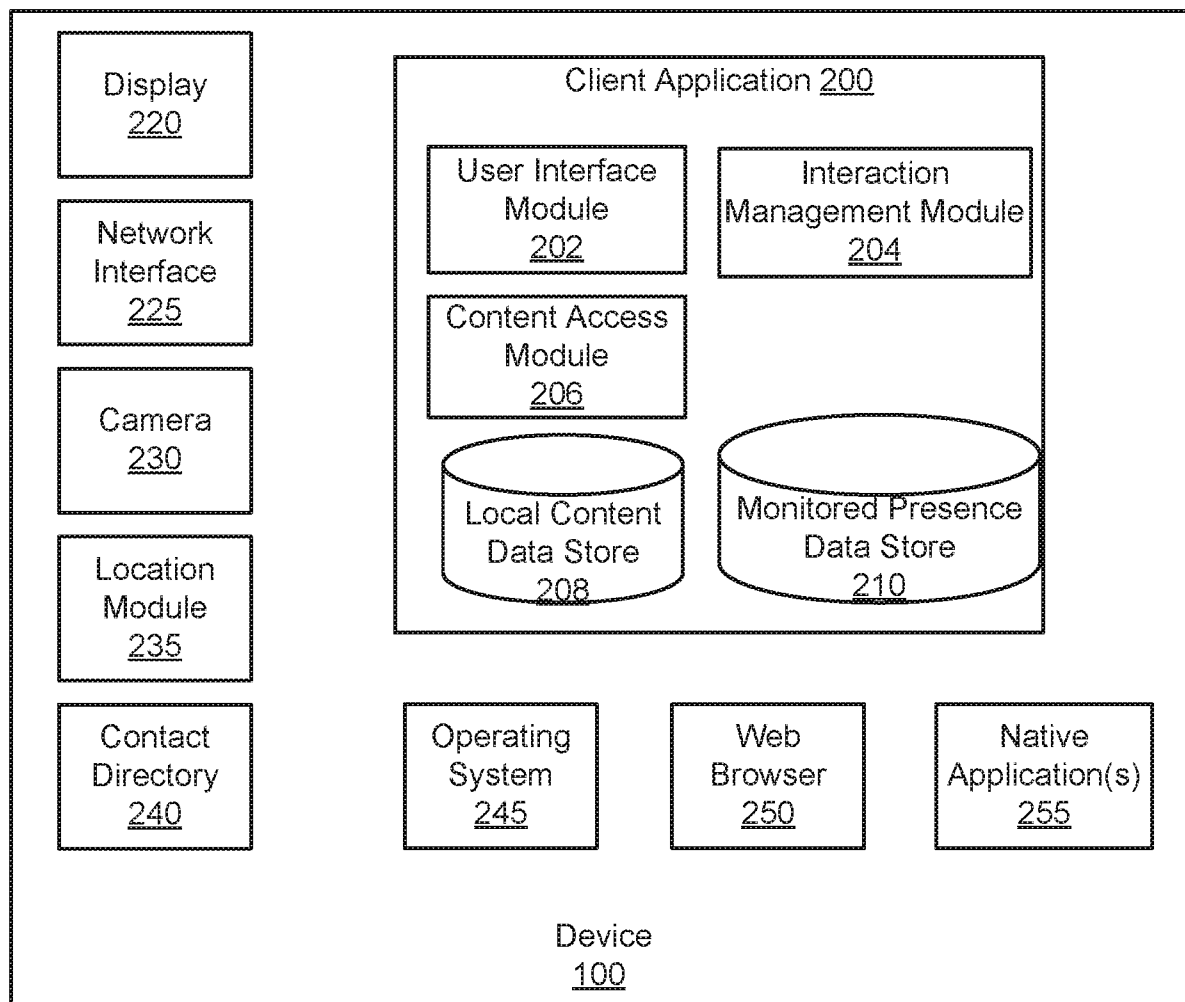 Display
220
Network
Interface
225
Camera
230
Location
Module
235
Contact
Directory
240
Client Application 200
User Interface
Module
202
Interaction
Management Module
204
Content Access
Module
206
Local Content
Data Store
208
Monitored Presence
Data Store
210
Operating
System
245
Web
Browser
250
Native
Application(s)
255
Device
100